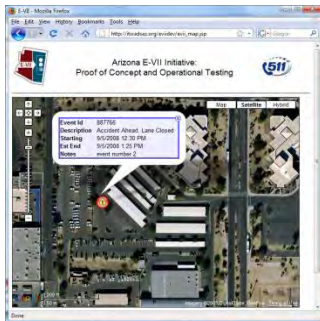 E-VII - Mozilla Firefox
File Edit View History Bookmarks Tools Help
Arizona E-VII Initiative:
Proof of Concept and Operational Testing
E-VII
511
Map Satellite Hybrid
Event Id 887766
Description Accident Ahead. Lane Closed
Starting 9/5/2008 12:30 PM
Est End 9/5/2008 1:25 PM
Notes event number 2
Done